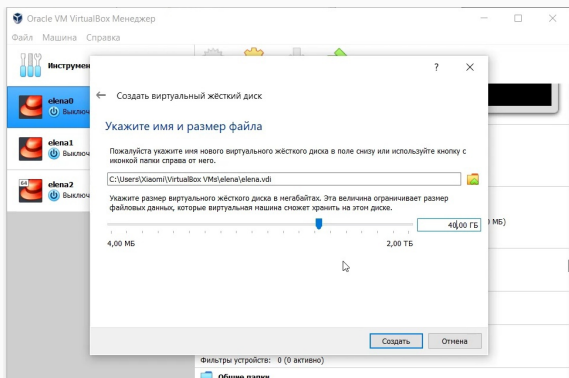 Oracle VM VirtualBox Менеджер
Файл Машина Справка
Инструмен
elena0
Выключ
elena1
Выключ
64
elena2
Выключ
?
Создать виртуальный жёсткий диск
Укажите имя и размер файла
Пожалуйста укажите имя нового виртуального жёсткого диска в поле снизу или используйте кнопку с
иконкой папки справа от него.
C:\Users\Xiaomi\VirtualBox VMs\elena\elena.vdi
Укажите размер виртуального жёсткого диска в мегабайтах. Эта величина ограничивает размер
файловых данных, которые виртуальная машина сможет хранить на этом диске.
40,00 ГБ
МБ)
4,00 МБ
2,00 ТБ
Создать
Отмена
Фильтры устройств: 0 (0 активно)
Общие папки